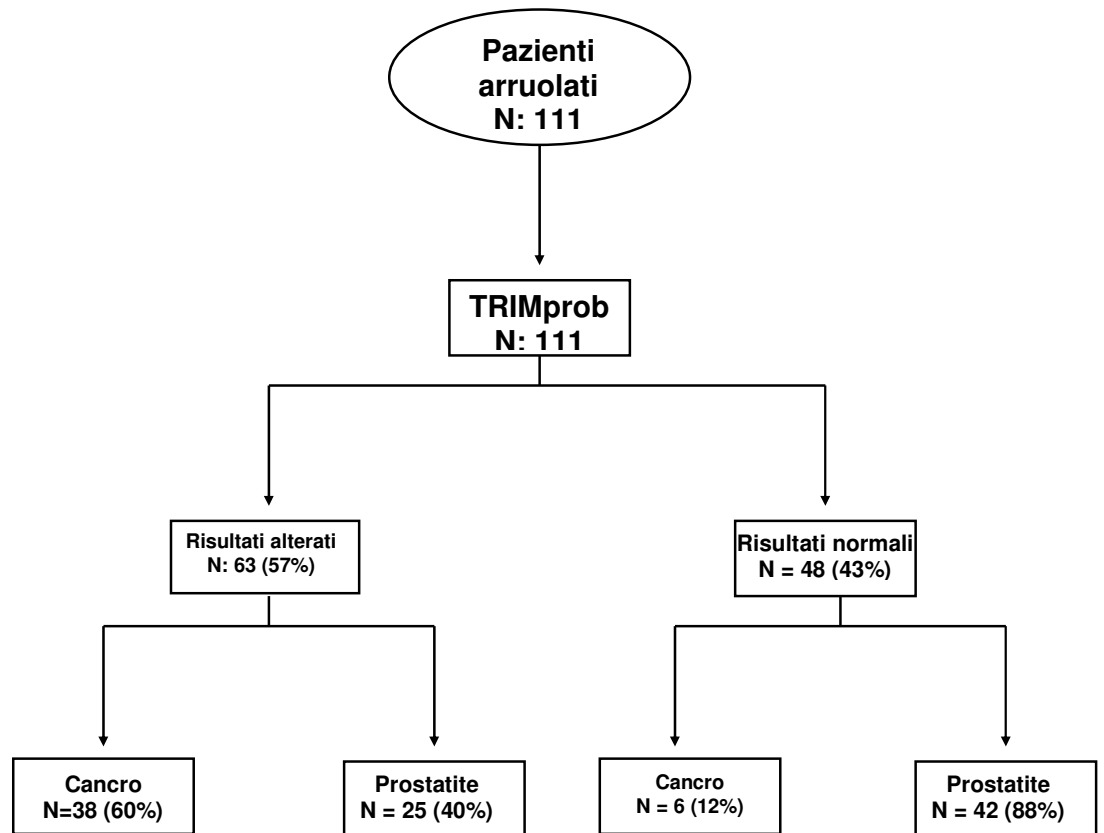 Pazienti
arruolati
N: 111
TRIMprob
N: 111
Risultati alterati
N: 63 (57%)
Risultati normali
N = 48 (43%)
Cancro
N=38 (60%)
Prostatite
N = 25 (40%)
Cancro
N = 6 (12%)
Prostatite
N = 42 (88%)